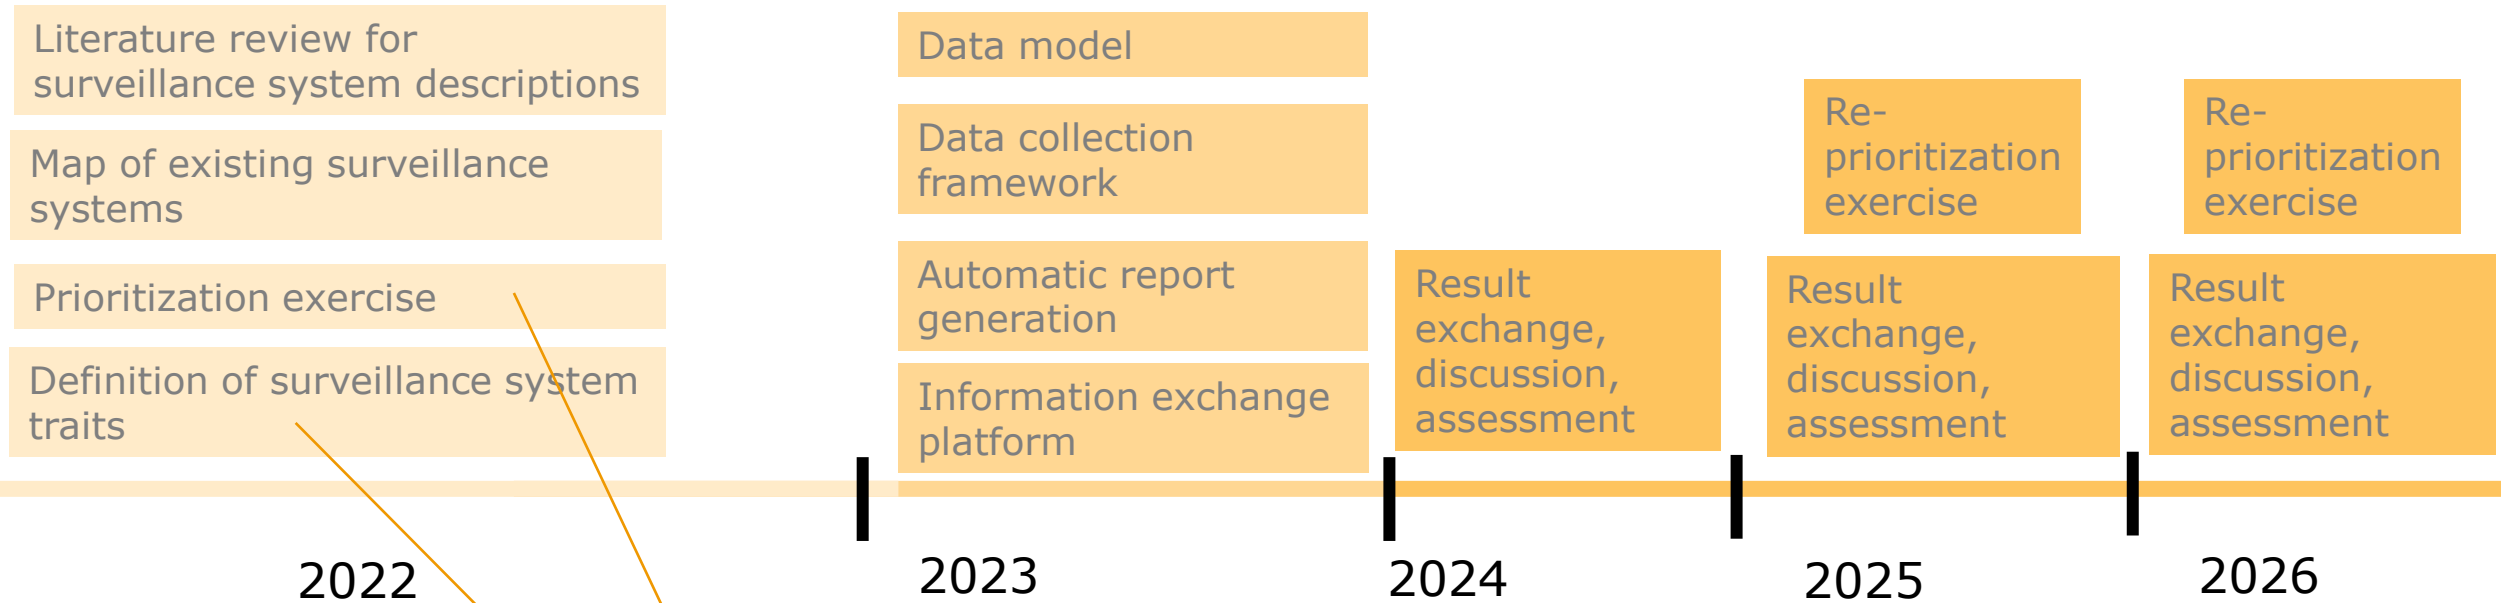 Literature review for
surveillance system descriptions
Map of existing surveillance
systems
Prioritization exercise
Definition of surveillance system
traits
Data model
Data collection
framework
Automatic report
generation
Information exchange
platform
Result
exchange,
discussion,
assessment
Re-
prioritization
exercise
Result
exchange,
discussion,
assessment
Re-
prioritization
exercise
Result
exchange,
discussion,
assessment
2022
2023
2024
2025
2026